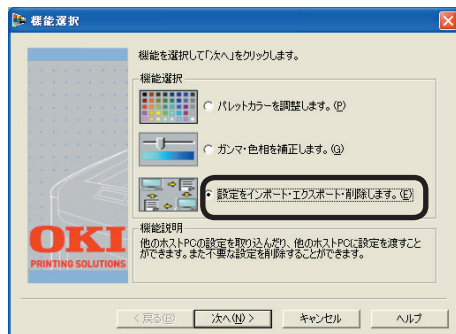 機能選択
機能を選択して「次へ」をクリックします。
機能選択
パレットカラーを調整します。(P)
ガンマ・色相を補正します。(G)
設定をインポート・エクスポート・削除します。(E)
機能説明
他のホストPCの設定を取り込んだり、他のホストPCに設定を渡すこと
ができます。また不要な設定を削除することができます。
OKI
PRINTING SOLUTIONS
< 戻る(B)
次へ(N) >
キャンセル
ヘルプ